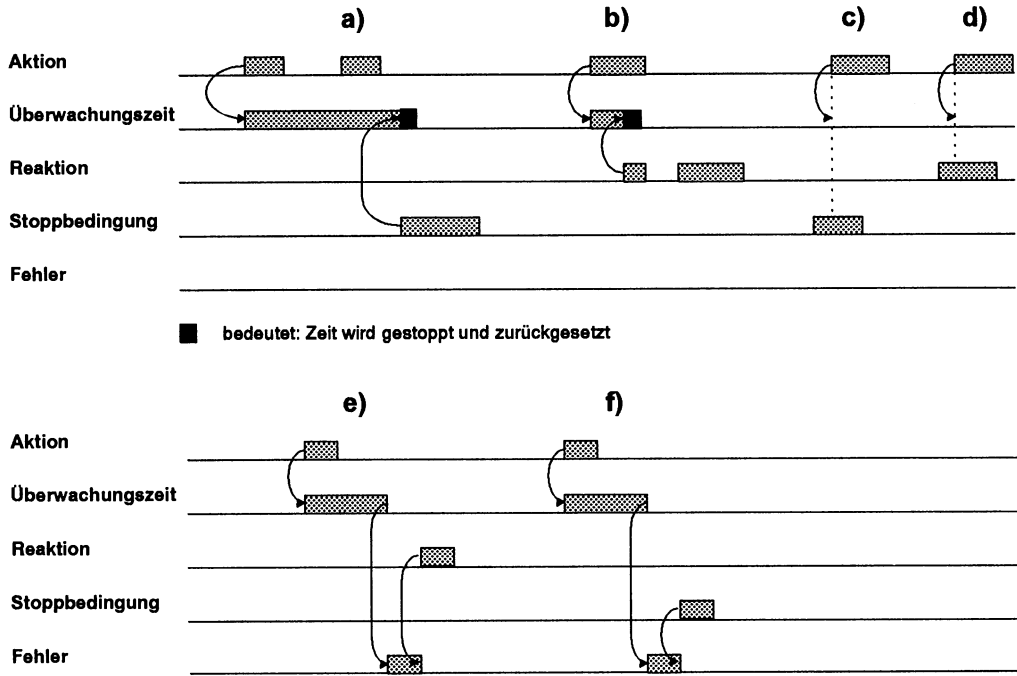 a) b) c) d)
Aktion
Überwachungszeit
Reaktion
Stoppbedingung
Fehler
bedeutet: Zeit wird gestoppt und zurückgesetzt
e) f)
Aktion
Überwachungszeit
Reaktion
Stoppbedingung
Fehler